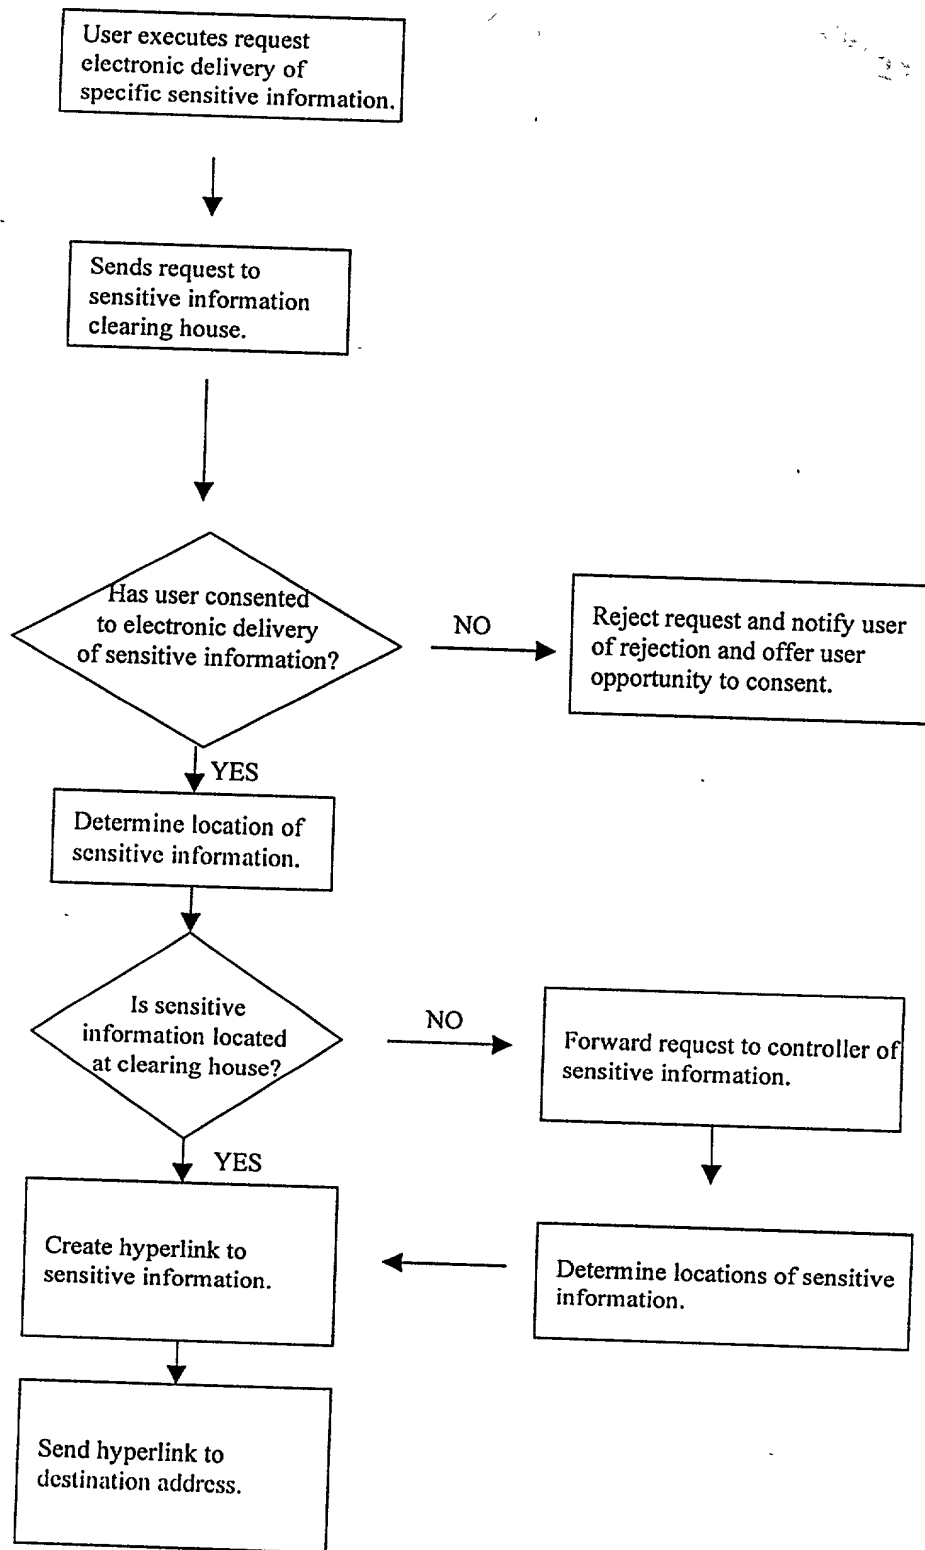 User executes request
electronic delivery of
specific sensitive information.
Sends request to
sensitive information
clearing house.
Has user consented
to electronic delivery
of sensitive information?
NO
Reject request and notify user
of rejection and offer user
opportunity to consent.
YES
Determine location of
sensitive information.
Is sensitive
information located
at clearing house?
NO
Forward request to controller of
sensitive information.
YES
Create hyperlink to
sensitive information.
Determine locations of sensitive
information.
Send hyperlink to
destination address.